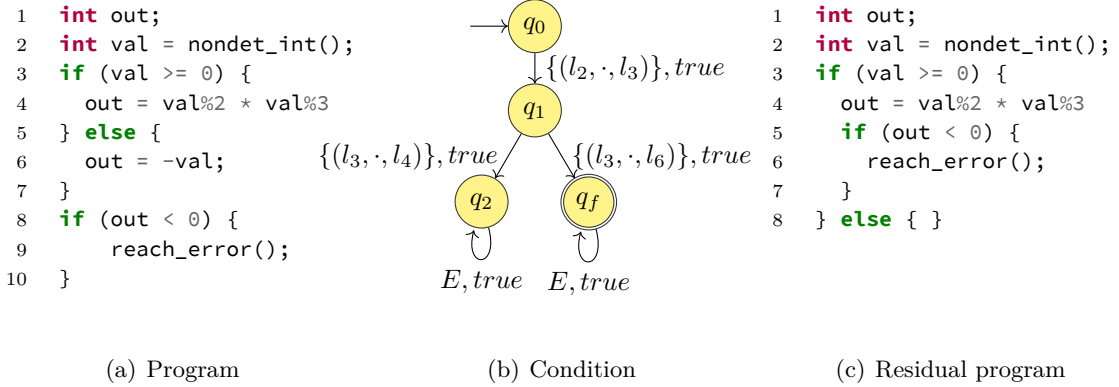 1 int out;
2 int val = nondet_int();
3 if (val >= 0) {
4 out = val%2 * val%3
5 } else {
6 out = -val;
7 }
8 if (out < 0) {
9 reach_error();
10 }
(a) Program
q0
{(l2, ·, l3)}, true
q1
{(l3, ·, l4)}, true
{(l3, ·, l6)}, true
q2
qf
E, true
E, true
(b) Condition
1 int out;
2 int val = nondet_int();
3 if (val >= 0) {
4 out = val%2 * val%3
5 if (out < 0) {
6 reach_error();
7 }
8 } else { }
(c) Residual program